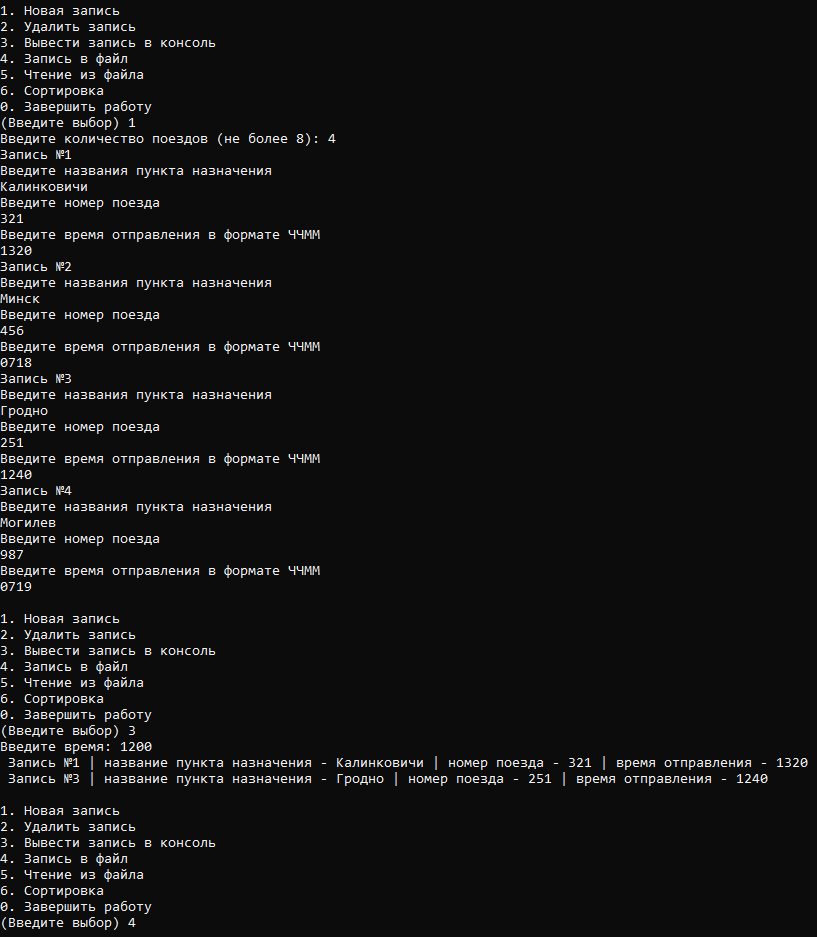 1. Новая запись
2. Удалить запись
3. Вывести запись в консоль
4. Запись в файл
5. Чтение из файла
6. Сортировка
0. Завершить работу
(Введите выбор) 1
Введите количество поездов (не более 8): 4
Запись №1
Введите названия пункта назначения
Калинковичи
Введите номер поезда
321
Введите время отправления в формате ЧЧММ
1320
Запись №2
Введите названия пункта назначения
Минск
Введите номер поезда
456
Введите время отправления в формате ЧЧММ
0718
Запись №3
Введите названия пункта назначения
Гродно
Введите номер поезда
251
Введите время отправления в формате ЧЧММ
1240
Запись №4
Введите названия пункта назначения
Могилев
Введите номер поезда
987
Введите время отправления в формате ЧЧММ
0719
1. Новая запись
2. Удалить запись
3. Вывести запись в консоль
4. Запись в файл
5. Чтение из файла
6. Сортировка
0. Завершить работу
(Введите выбор) 3
Введите время: 1200
Запись №1 | название пункта назначения - Калинковичи | номер поезда - 321 | время отправления - 1320
Запись №3 | название пункта назначения - Гродно | номер поезда - 251 | время отправления - 1240
1. Новая запись
2. Удалить запись
3. Вывести запись в консоль
4. Запись в файл
5. Чтение из файла
6. Сортировка
0. Завершить работу
(Введите выбор) 4